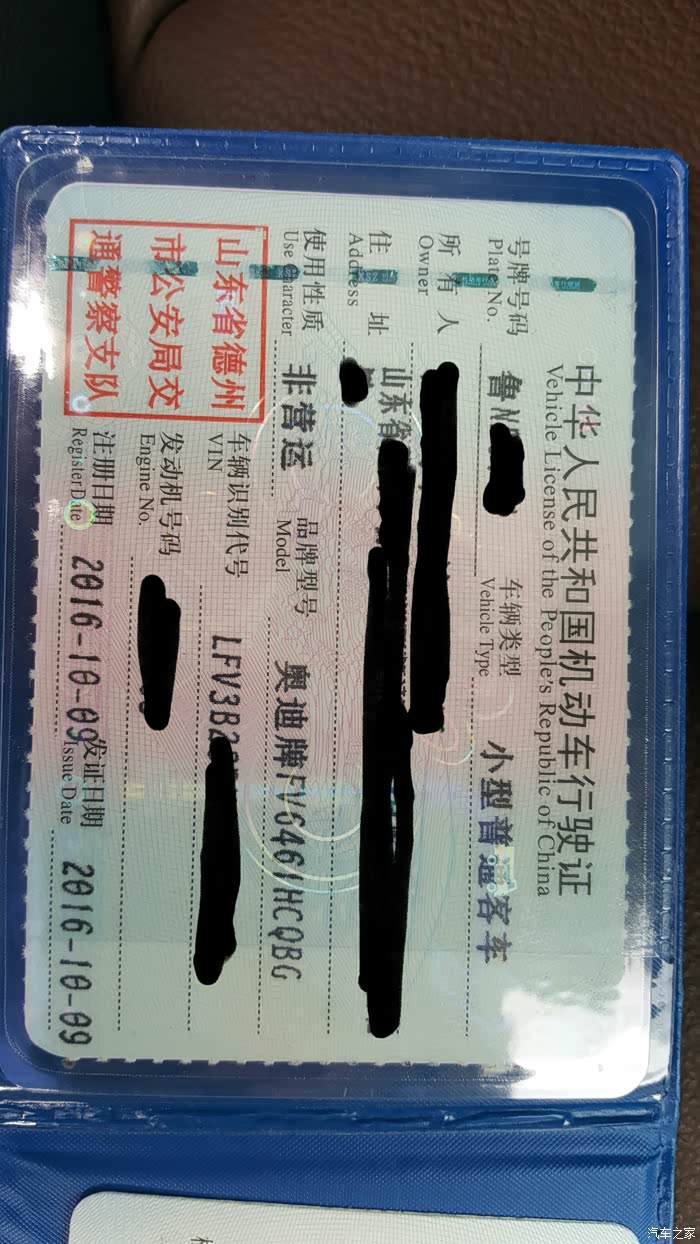 中华人民共和国机动车行驶证
Vehicle License of the People's Republic of China
号牌号码 鲁N 车辆类型 小型普通客车
Plate No. Vehicle Type
所有人
Owner
住址 山东省
Address
使用性质 非营运 品牌型号 奥迪牌FV6461HCQBG
Use Character Model
山东省德州
市公安局交
通警察支队
车辆识别代号 LFV3B2
VIN
发动机号码
Engine No.
注册日期 2016-10-09 发证日期 2016-10-09
Register Date Issue Date
汽车之家